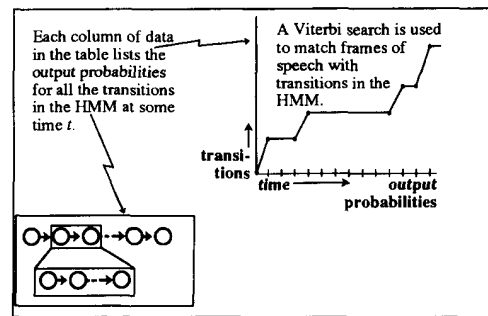 Each column of data
in the table lists the
output probabilities
for all the transitions
in the HMM at some
time t.
A Viterbi search is used
to match frames of
speech with
transitions in the
HMM.
transi-
tions
time
output
probabilities